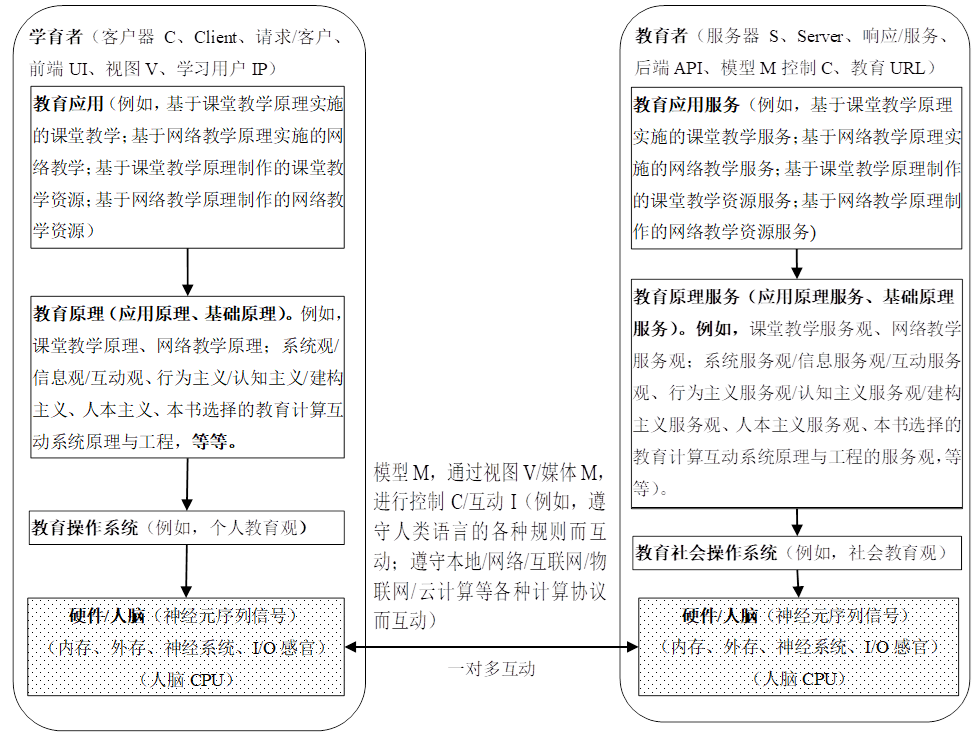 学育者（客户器 C、Client、请求/客户、
前端 UI、视图 V、学习用户 IP）
教育应用（例如，基于课堂教学原理实施
的课堂教学；基于网络教学原理实施的网
络教学；基于课堂教学原理制作的课堂教
学资源；基于网络教学原理制作的网络教
学资源）
教育原理（应用原理、基础原理）。例如，
课堂教学原理、网络教学原理；系统观/
信息观/互动观、行为主义/认知主义/建构
主义、人本主义、本书选择的教育计算互
动系统原理与工程，等等。
教育操作系统（例如，个人教育观）
硬件/人脑（神经元序列信号）
（内存、外存、神经系统、I/O 感官）
（人脑 CPU）
模型 M，通过视图 V/媒体 M，
进行控制 C/互动 I（例如，遵
守人类语言的各种规则而互
动；遵守本地/网络/互联网/物
联网/云计算等各种计算协议
而互动）
一对多互动
教育者（服务器 S、Server、响应/服务、
后端 API、模型 M 控制 C、教育 URL）
教育应用服务（例如，基于课堂教学原理
实施的课堂教学服务；基于网络教学原理实
施的网络教学服务；基于课堂教学原理制作
的课堂教学资源服务；基于网络教学原理制
作的网络教学资源服务)
教育原理服务（应用原理服务、基础原理
服务）。例如，课堂教学服务观、网络教学
服务观；系统服务观/信息服务观/互动服务
观、行为主义服务观/认知主义服务观/建构
主义服务观、人本主义服务观、本书选择的
教育计算互动系统原理与工程的服务观，等
等）。
教育社会操作系统（例如，社会教育观）
硬件/人脑（神经元序列信号）
（内存、外存、神经系统、I/O 感官）
（人脑 CPU）